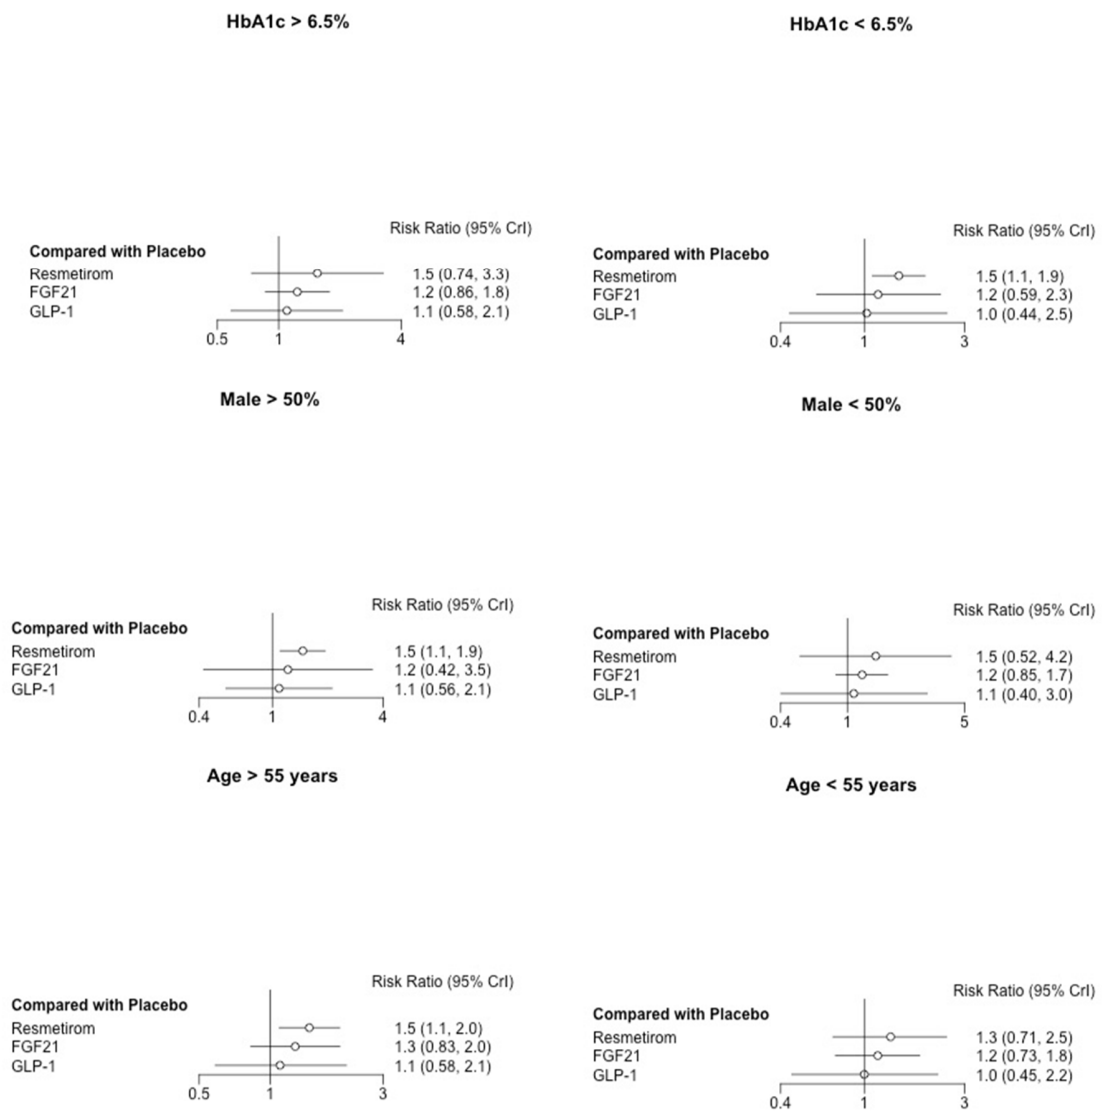 HbA1c > 6.5%
Risk Ratio (95% CrI)
Compared with Placebo
Resmetirom 1.5 (0.74, 3.3)
FGF21 1.2 (0.86, 1.8)
GLP-1 1.1 (0.58, 2.1)
0.5 1 4
HbA1c < 6.5%
Risk Ratio (95% CrI)
Compared with Placebo
Resmetirom 1.5 (1.1, 1.9)
FGF21 1.2 (0.59, 2.3)
GLP-1 1.0 (0.44, 2.5)
0.4 1 3
Male > 50%
Risk Ratio (95% CrI)
Compared with Placebo
Resmetirom 1.5 (1.1, 1.9)
FGF21 1.2 (0.42, 3.5)
GLP-1 1.1 (0.56, 2.1)
0.4 1 4
Male < 50%
Risk Ratio (95% CrI)
Compared with Placebo
Resmetirom 1.5 (0.52, 4.2)
FGF21 1.2 (0.85, 1.7)
GLP-1 1.1 (0.40, 3.0)
0.4 1 5
Age > 55 years
Risk Ratio (95% CrI)
Compared with Placebo
Resmetirom 1.5 (1.1, 2.0)
FGF21 1.3 (0.83, 2.0)
GLP-1 1.1 (0.58, 2.1)
0.5 1 3
Age < 55 years
Risk Ratio (95% CrI)
Compared with Placebo
Resmetirom 1.3 (0.71, 2.5)
FGF21 1.2 (0.73, 1.8)
GLP-1 1.0 (0.45, 2.2)
0.4 1 3